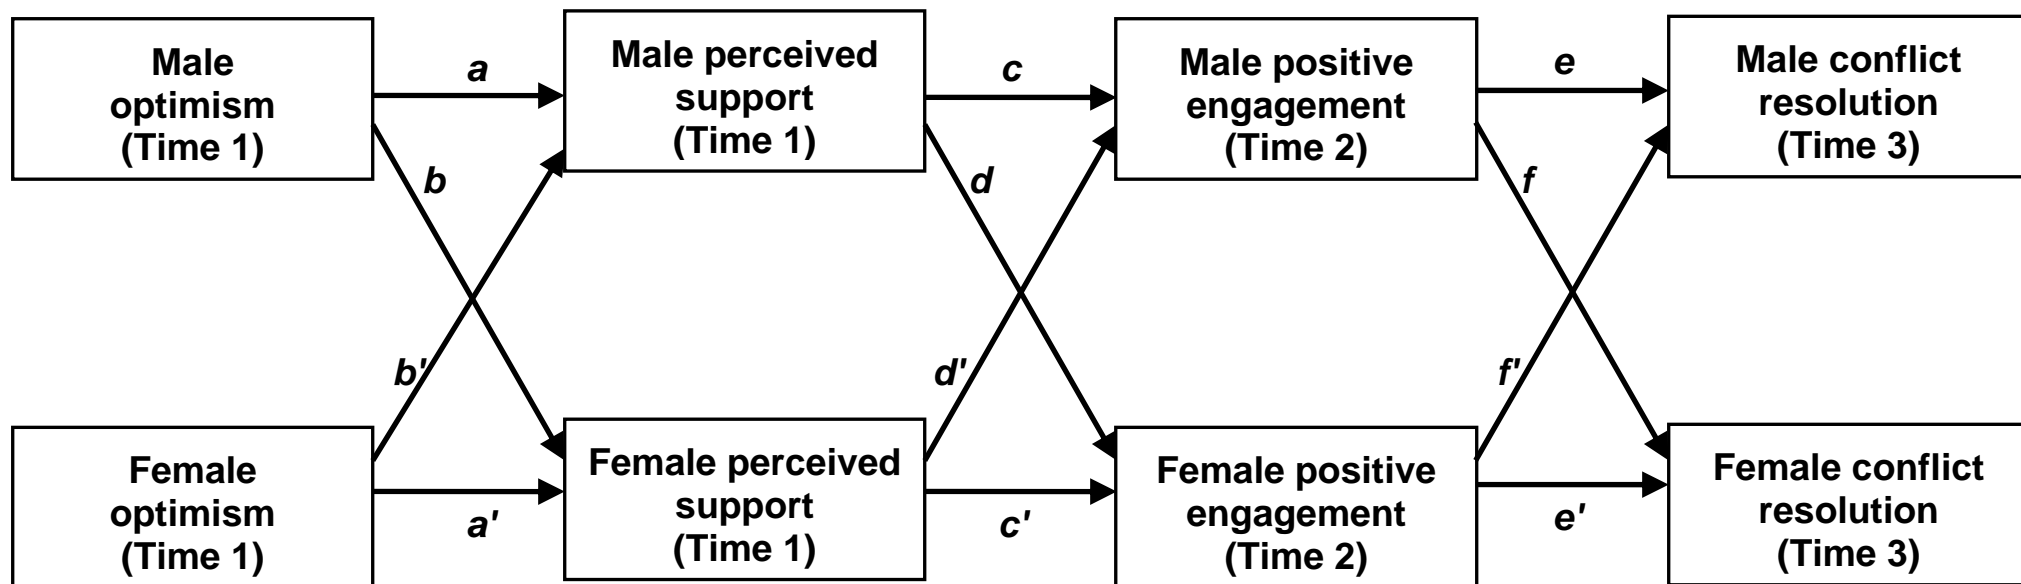 Male
optimism
(Time 1)
a
Male perceived
support
(Time 1)
c
Male positive
engagement
(Time 2)
e
Male conflict
resolution
(Time 3)
b
d
f
b'
d'
f'
Female
optimism
(Time 1)
a'
Female perceived
support
(Time 1)
c'
Female positive
engagement
(Time 2)
e'
Female conflict
resolution
(Time 3)